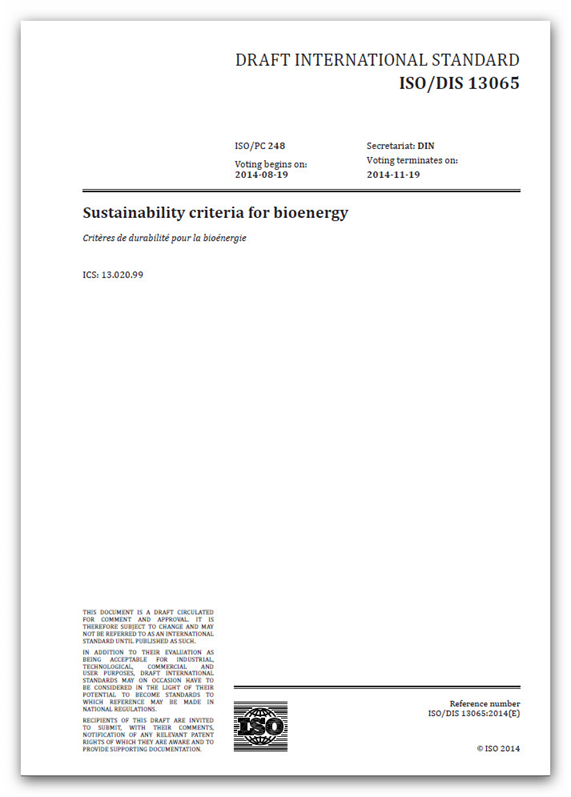 DRAFT INTERNATIONAL STANDARD
ISO/DIS 13065
ISO/PC 248
Secretariat: DIN
Voting begins on:
2014-08-19
Voting terminates on:
2014-11-19
Sustainability criteria for bioenergy
Critères de durabilité pour la bioénergie
ICS: 13.020.99
THIS DOCUMENT IS A DRAFT CIRCULATED
FOR COMMENT AND APPROVAL. IT IS
THEREFORE SUBJECT TO CHANGE AND MAY
NOT BE REFERRED TO AS AN INTERNATIONAL
STANDARD UNTIL PUBLISHED AS SUCH.
IN ADDITION TO THEIR EVALUATION AS
BEING ACCEPTABLE FOR INDUSTRIAL,
TECHNOLOGICAL, COMMERCIAL AND
USER PURPOSES, DRAFT INTERNATIONAL
STANDARDS MAY ON OCCASION HAVE TO
BE CONSIDERED IN THE LIGHT OF THEIR
POTENTIAL TO BECOME STANDARDS TO
WHICH REFERENCE MAY BE MADE IN
NATIONAL REGULATIONS.
RECIPIENTS OF THIS DRAFT ARE INVITED
TO SUBMIT, WITH THEIR COMMENTS,
NOTIFICATION OF ANY RELEVANT PATENT
RIGHTS OF WHICH THEY ARE AWARE AND TO
PROVIDE SUPPORTING DOCUMENTATION.
ISO
Reference number
ISO/DIS 13065:2014(E)
© ISO 2014